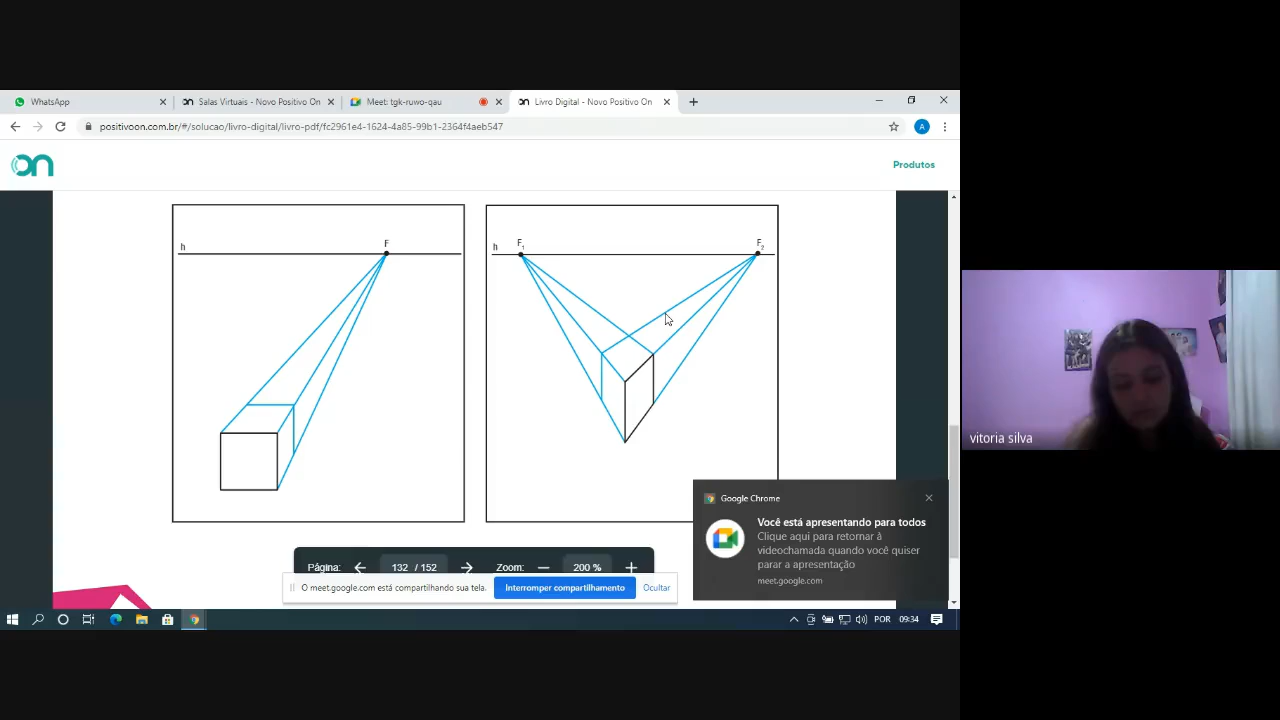 WhatsApp
Salas Virtuais - Novo Positivo On
Meet: tgk-ruwo-qau
Livro Digital - Novo Positivo On
positivoon.com.br/#/solucao/livro-digital/livro-pdf/fc2961e4-1624-4a85-99b1-2364f4aeb547
A
on
Produtos
h F
h F1 F2
Google Chrome
Você está apresentando para todos
Clique aqui para retornar à
videochamada quando você quiser
parar a apresentação
meet.google.com
Página: 132 / 152 Zoom: 200 %
O meet.google.com está compartilhando sua tela.
Interromper compartilhamento
Ocultar
POR 09:34
vitoria silva